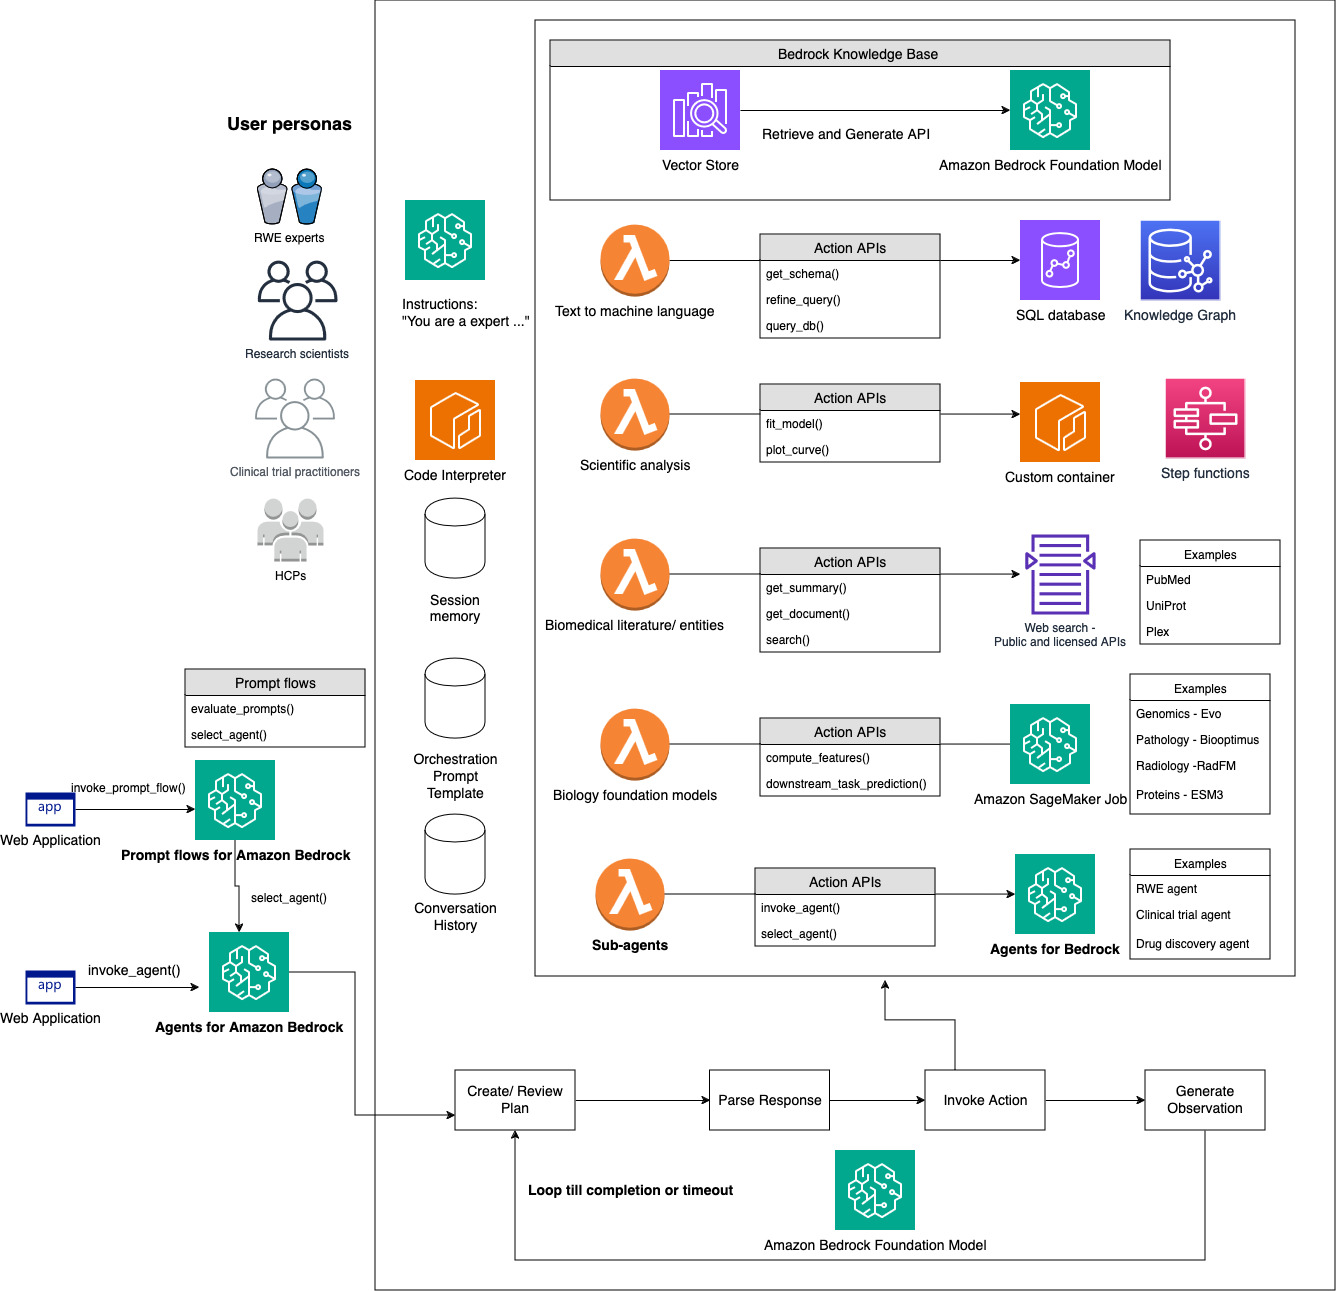 User personas
RWE experts
Research scientists
Clinical trial practitioners
HCPs
Prompt flows
evaluate_prompts()
select_agent()
invoke_prompt_flow()
app
Web Application
Prompt flows for Amazon Bedrock
select_agent()
invoke_agent()
app
Web Application
Agents for Amazon Bedrock
Instructions:
"You are a expert ..."
Code Interpreter
Session
memory
Orchestration
Prompt
Template
Conversation
History
Bedrock Knowledge Base
Vector Store
Retrieve and Generate API
Amazon Bedrock Foundation Model
Text to machine language
Action APIs
get_schema()
refine_query()
query_db()
SQL database
Knowledge Graph
Scientific analysis
Action APIs
fit_model()
plot_curve()
Custom container
Step functions
Biomedical literature/ entities
Action APIs
get_summary()
get_document()
search()
Web search -
Public and licensed APIs
Examples
PubMed
UniProt
Plex
Biology foundation models
Action APIs
compute_features()
downstream_task_prediction()
Amazon SageMaker Job
Examples
Genomics - Evo
Pathology - Biooptimus
Radiology -RadFM
Proteins - ESM3
Sub-agents
Action APIs
invoke_agent()
select_agent()
Agents for Bedrock
Examples
RWE agent
Clinical trial agent
Drug discovery agent
Create/ Review
Plan
Parse Response
Invoke Action
Generate
Observation
Loop till completion or timeout
Amazon Bedrock Foundation Model